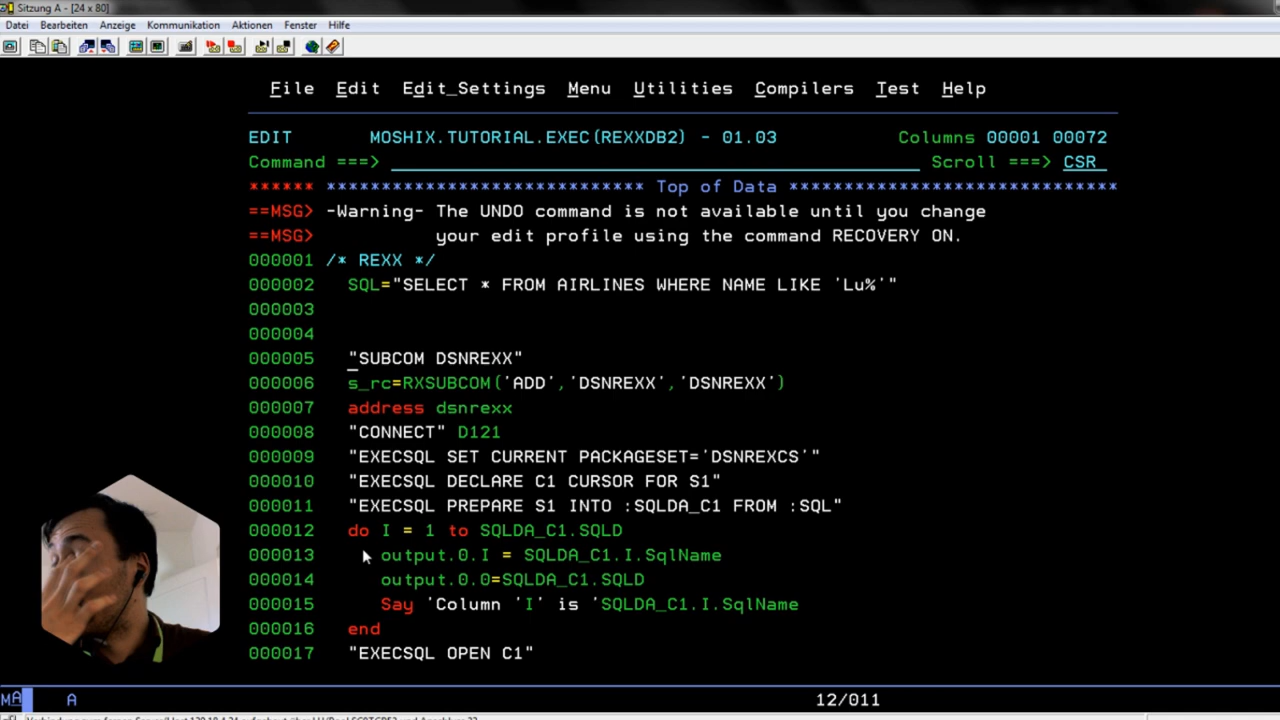 Sitzung A - [24 x 80]
Datei Bearbeiten Anzeige Kommunikation Aktionen Fenster Hilfe
File Edit Edit_Settings Menu Utilities Compilers Test Help
EDIT MOSHIX.TUTORIAL.EXEC(REXXDB2) - 01.03 Columns 00001 00072
Command ===> Scroll ===> CSR
****** ***************************** Top of Data ******************************
==MSG> -Warning- The UNDO command is not available until you change
==MSG> your edit profile using the command RECOVERY ON.
000001 /* REXX */
000002 SQL="SELECT * FROM AIRLINES WHERE NAME LIKE 'Lu%'"
000003
000004
000005 "SUBCOM DSNREXX"
000006 s_rc=RXSUBCOM('ADD','DSNREXX','DSNREXX')
000007 address dsnrexx
000008 "CONNECT" D121
000009 "EXECSQL SET CURRENT PACKAGESET='DSNREXCS'"
000010 "EXECSQL DECLARE C1 CURSOR FOR S1"
000011 "EXECSQL PREPARE S1 INTO :SQLDA_C1 FROM :SQL"
000012 do I = 1 to SQLDA_C1.SQLD
000013 output.0.I = SQLDA_C1.I.SqlName
000014 output.0.0=SQLDA_C1.SQLD
000015 Say 'Column 'I' is 'SQLDA_C1.I.SqlName
000016 end
000017 "EXECSQL OPEN C1"
MA A 12/011